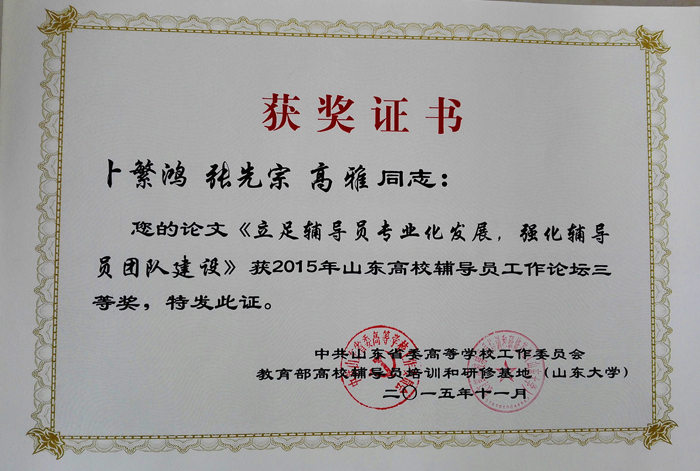 获奖证书
卜繁鸿 张先宗 高雅 同志：
您的论文《立足辅导员专业化发展，强化辅导
员团队建设》获2015年山东高校辅导员工作论坛三
等奖，特发此证。
中共山东省委高等学校工作委员会
教育部高校辅导员培训和研修基地（山东大学）
二〇一五年十一月